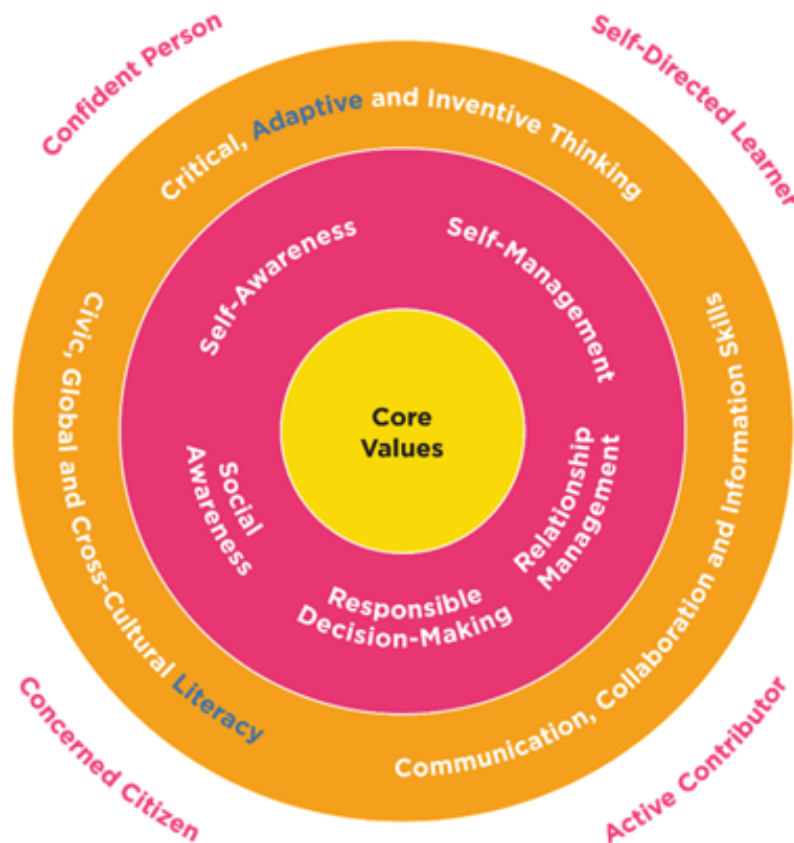 Confident Person
Self-Directed Learner
Critical, Adaptive and Inventive Thinking
Self-Awareness
Self-Management
Civic, Global and Cross-Cultural Literacy
Communication, Collaboration and Information Skills
Core
Values
Social
Awareness
Relationship
Management
Responsible
Decision-Making
Concerned Citizen
Active Contributor